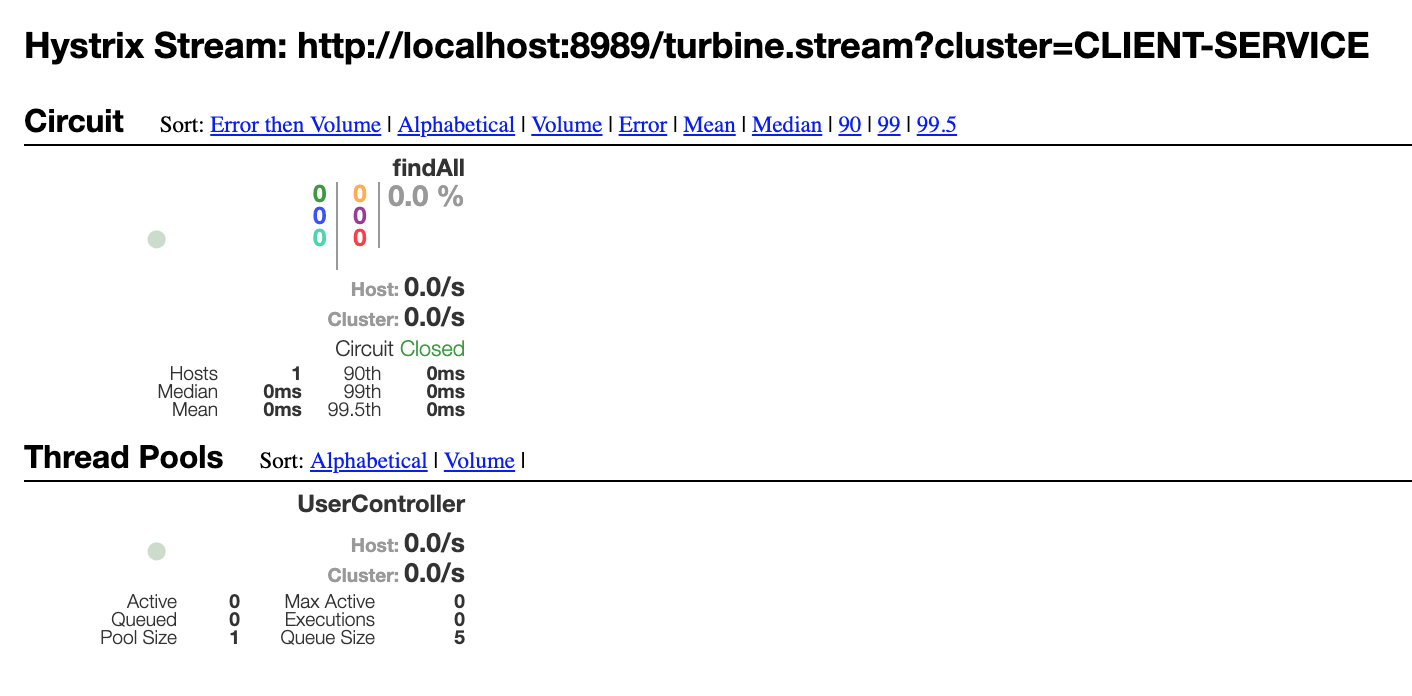 Hystrix Stream: http://localhost:8989/turbine.stream?cluster=CLIENT-SERVICE
Circuit Sort: Error then Volume | Alphabetical | Volume | Error | Mean | Median | 90 | 99 | 99.5
findAll
0 0 0.0 %
0 0
0 0
Host: 0.0/s
Cluster: 0.0/s
Circuit Closed
Hosts 1 90th 0ms
Median 0ms 99th 0ms
Mean 0ms 99.5th 0ms
Thread Pools Sort: Alphabetical | Volume |
UserController
Host: 0.0/s
Cluster: 0.0/s
Active 0 Max Active 0
Queued 0 Executions 0
Pool Size 1 Queue Size 5